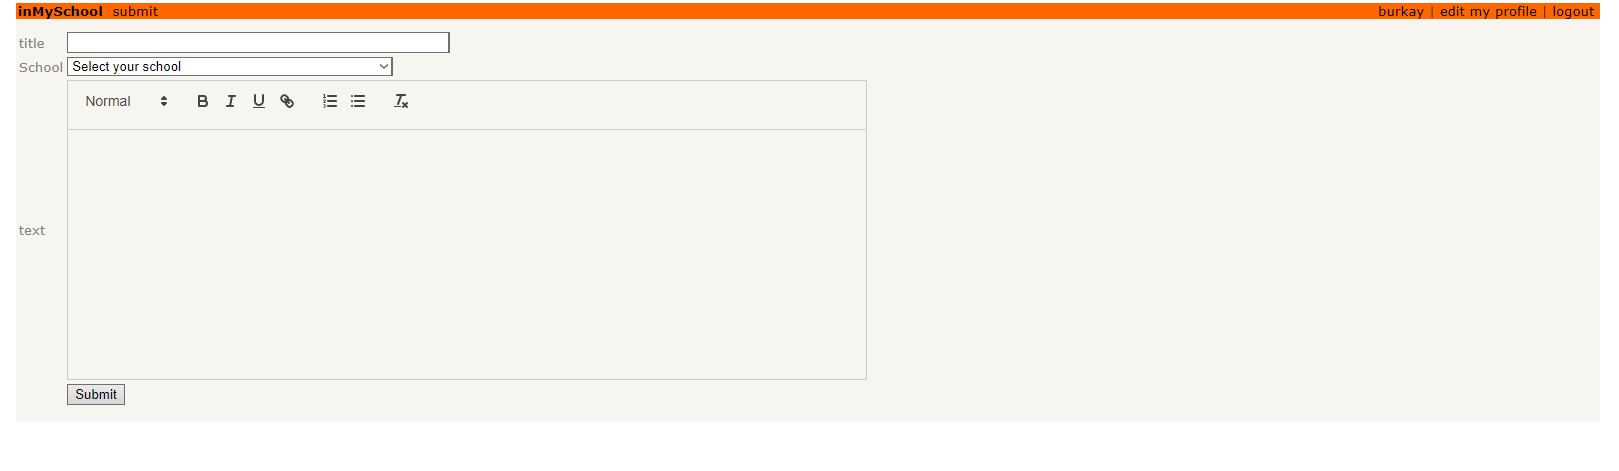 inMySchool submit burkay | edit my profile | logout
title
School Select your school
Normal B I U
text
Submit